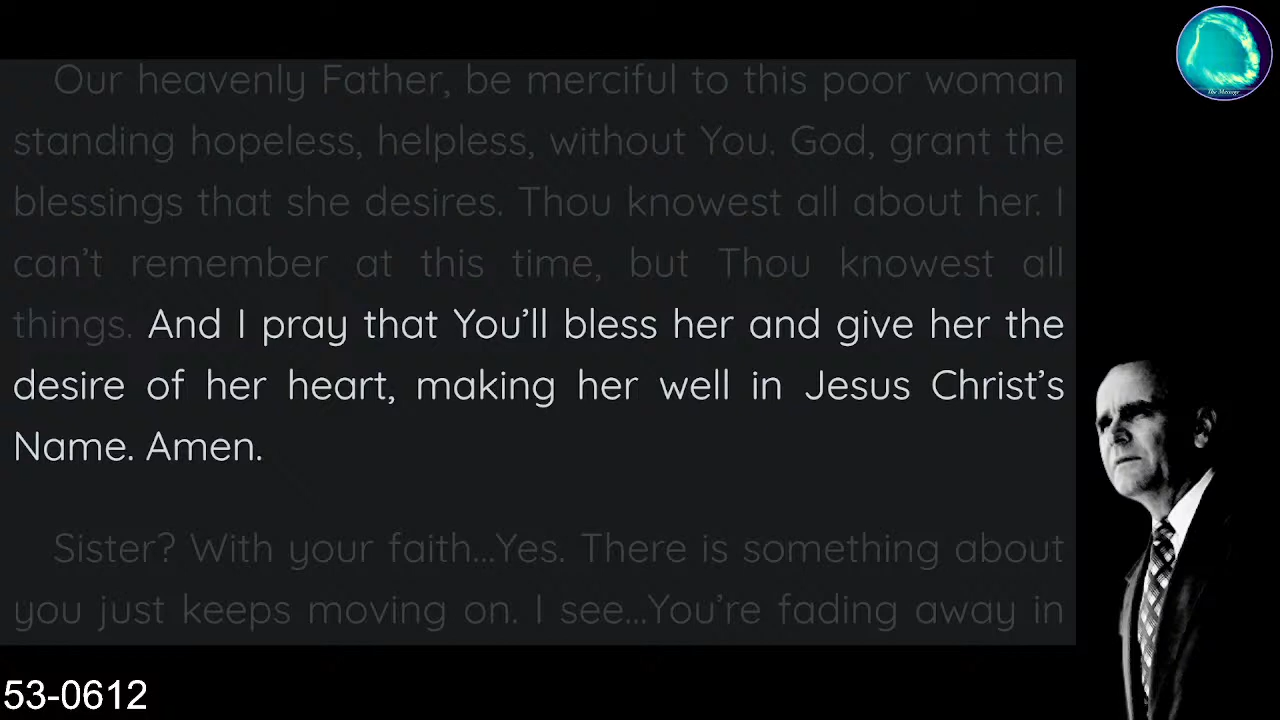 Our heavenly Father, be merciful to this poor woman
standing hopeless, helpless, without You. God, grant the
blessings that she desires. Thou knowest all about her. I
can’t remember at this time, but Thou knowest all
things. And I pray that You’ll bless her and give her the
desire of her heart, making her well in Jesus Christ’s
Name. Amen.
Sister? With your faith...Yes. There is something about
you just keeps moving on. I see...You’re fading away in
The Message
53-0612